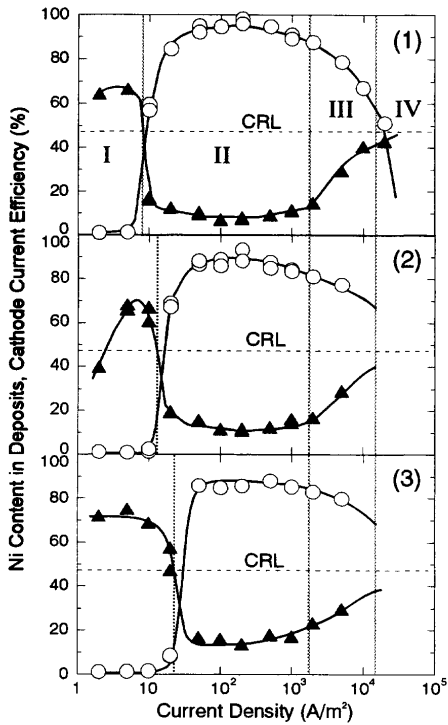 Ni Content in Deposits, Cathode Current Efficiency (%)
100
80
60
40
20
0
(1)
CRL
I
II
III
IV
100
80
60
40
20
0
(2)
CRL
100
80
60
40
20
0
(3)
CRL
1 10 10² 10³ 10⁴ 10⁵
Current Density (A/m²)